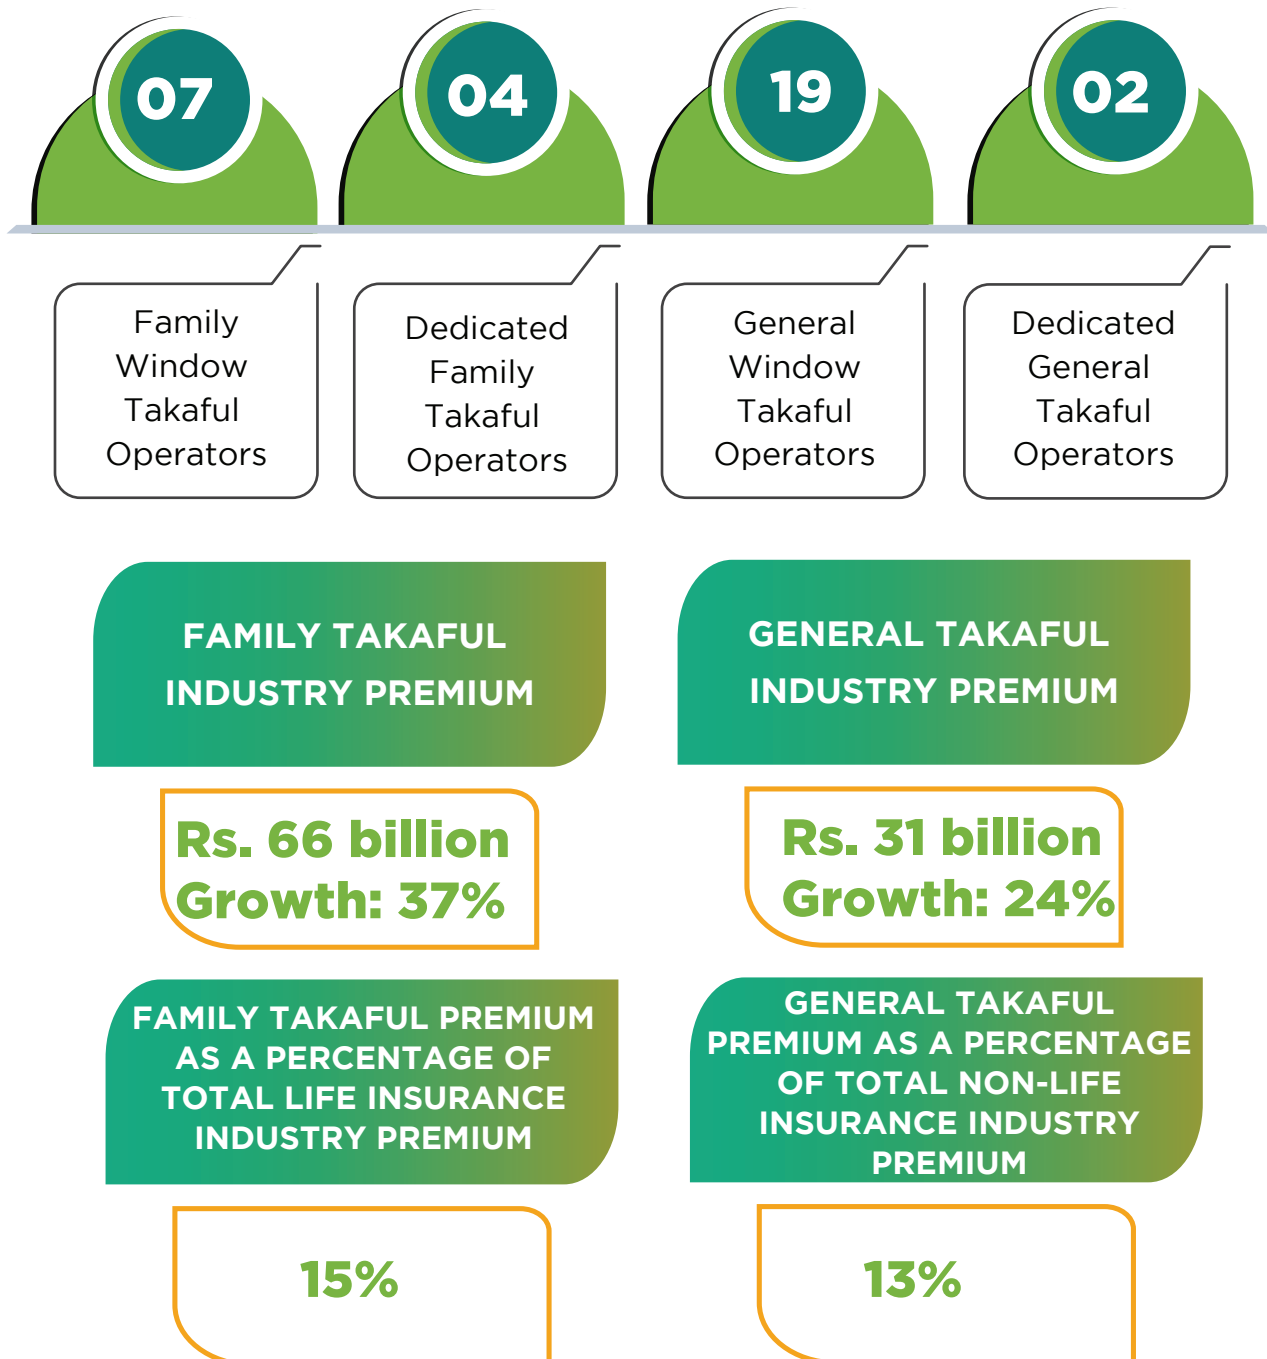 07
04
19
02
Family
Window
Takaful
Operators
Dedicated
Family
Takaful
Operators
General
Window
Takaful
Operators
Dedicated
General
Takaful
Operators
FAMILY TAKAFUL
INDUSTRY PREMIUM
GENERAL TAKAFUL
INDUSTRY PREMIUM
Rs. 66 billion
Growth: 37%
Rs. 31 billion
Growth: 24%
FAMILY TAKAFUL PREMIUM
AS A PERCENTAGE OF
TOTAL LIFE INSURANCE
INDUSTRY PREMIUM
GENERAL TAKAFUL
PREMIUM AS A PERCENTAGE
OF TOTAL NON-LIFE
INSURANCE INDUSTRY
PREMIUM
15%
13%